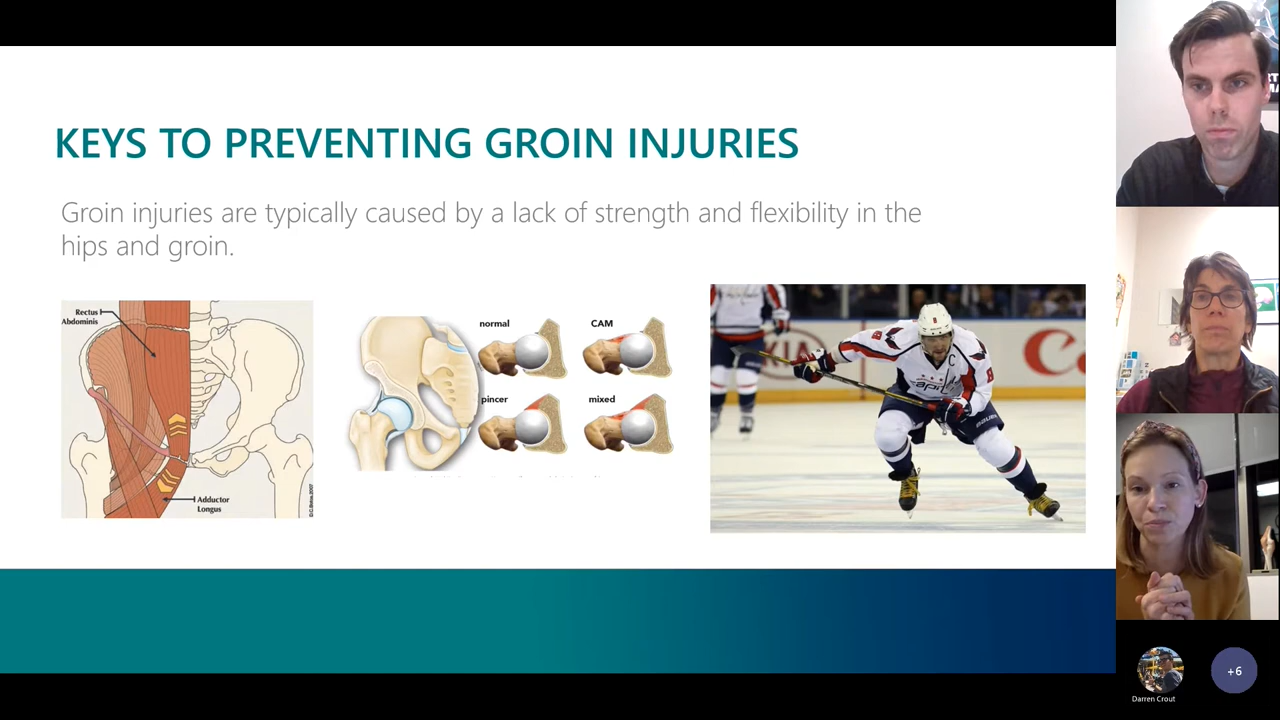 KEYS TO PREVENTING GROIN INJURIES
Groin injuries are typically caused by a lack of strength and flexibility in the
hips and groin.
Rectus
Abdominis
Adductor
Longus
normal
CAM
pincer
mixed
KIA
C
Capitals
8
Darren Crout
+6